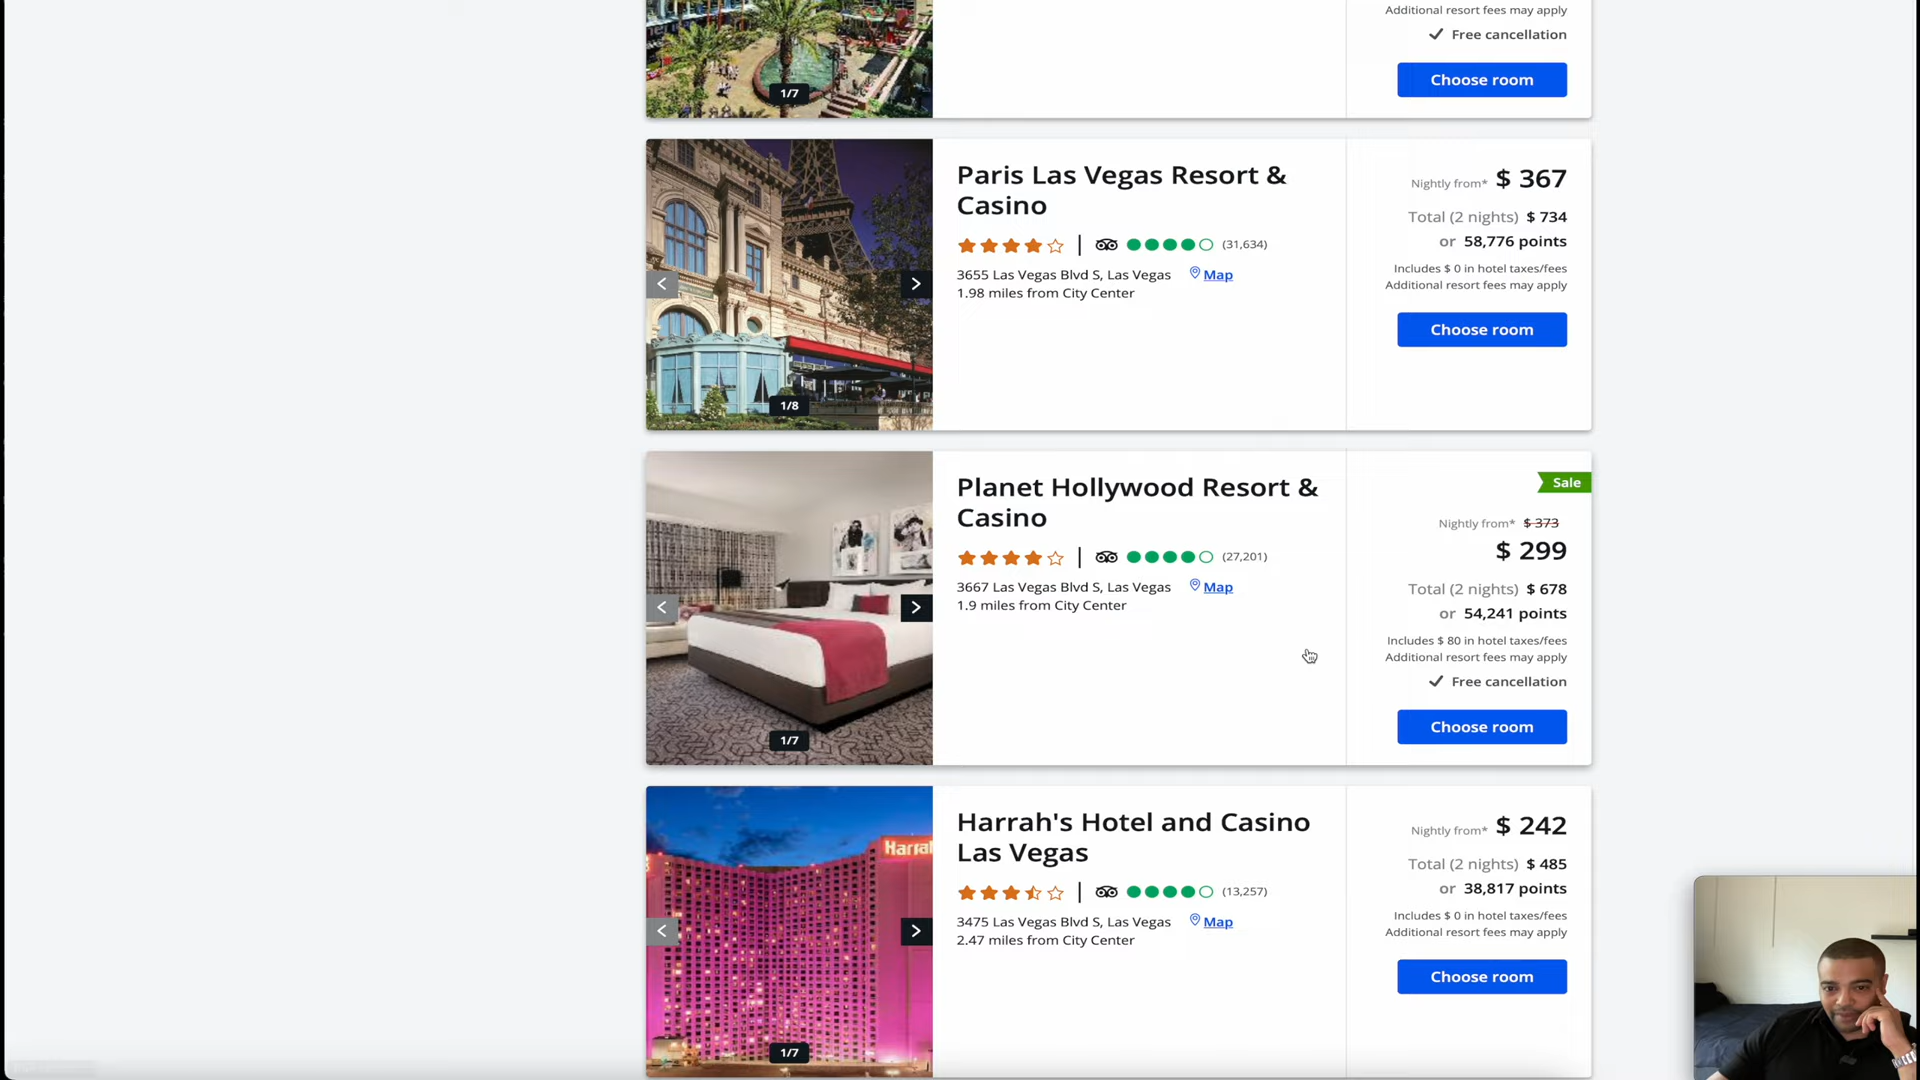 Additional resort fees may apply
Free cancellation
Choose room
1/7
Paris Las Vegas Resort &
Casino
(31,634)
3655 Las Vegas Blvd S, Las Vegas Map
1.98 miles from City Center
1/8
Nightly from* $ 367
Total (2 nights) $ 734
or 58,776 points
Includes $ 0 in hotel taxes/fees
Additional resort fees may apply
Choose room
Planet Hollywood Resort &
Casino
(27,201)
3667 Las Vegas Blvd S, Las Vegas Map
1.9 miles from City Center
1/7
Sale
Nightly from* $ 373
$ 299
Total (2 nights) $ 678
or 54,241 points
Includes $ 80 in hotel taxes/fees
Additional resort fees may apply
Free cancellation
Choose room
Harrah's Hotel and Casino
Las Vegas
(13,257)
3475 Las Vegas Blvd S, Las Vegas Map
2.47 miles from City Center
Harrah
1/7
Nightly from* $ 242
Total (2 nights) $ 485
or 38,817 points
Includes $ 0 in hotel taxes/fees
Additional resort fees may apply
Choose room